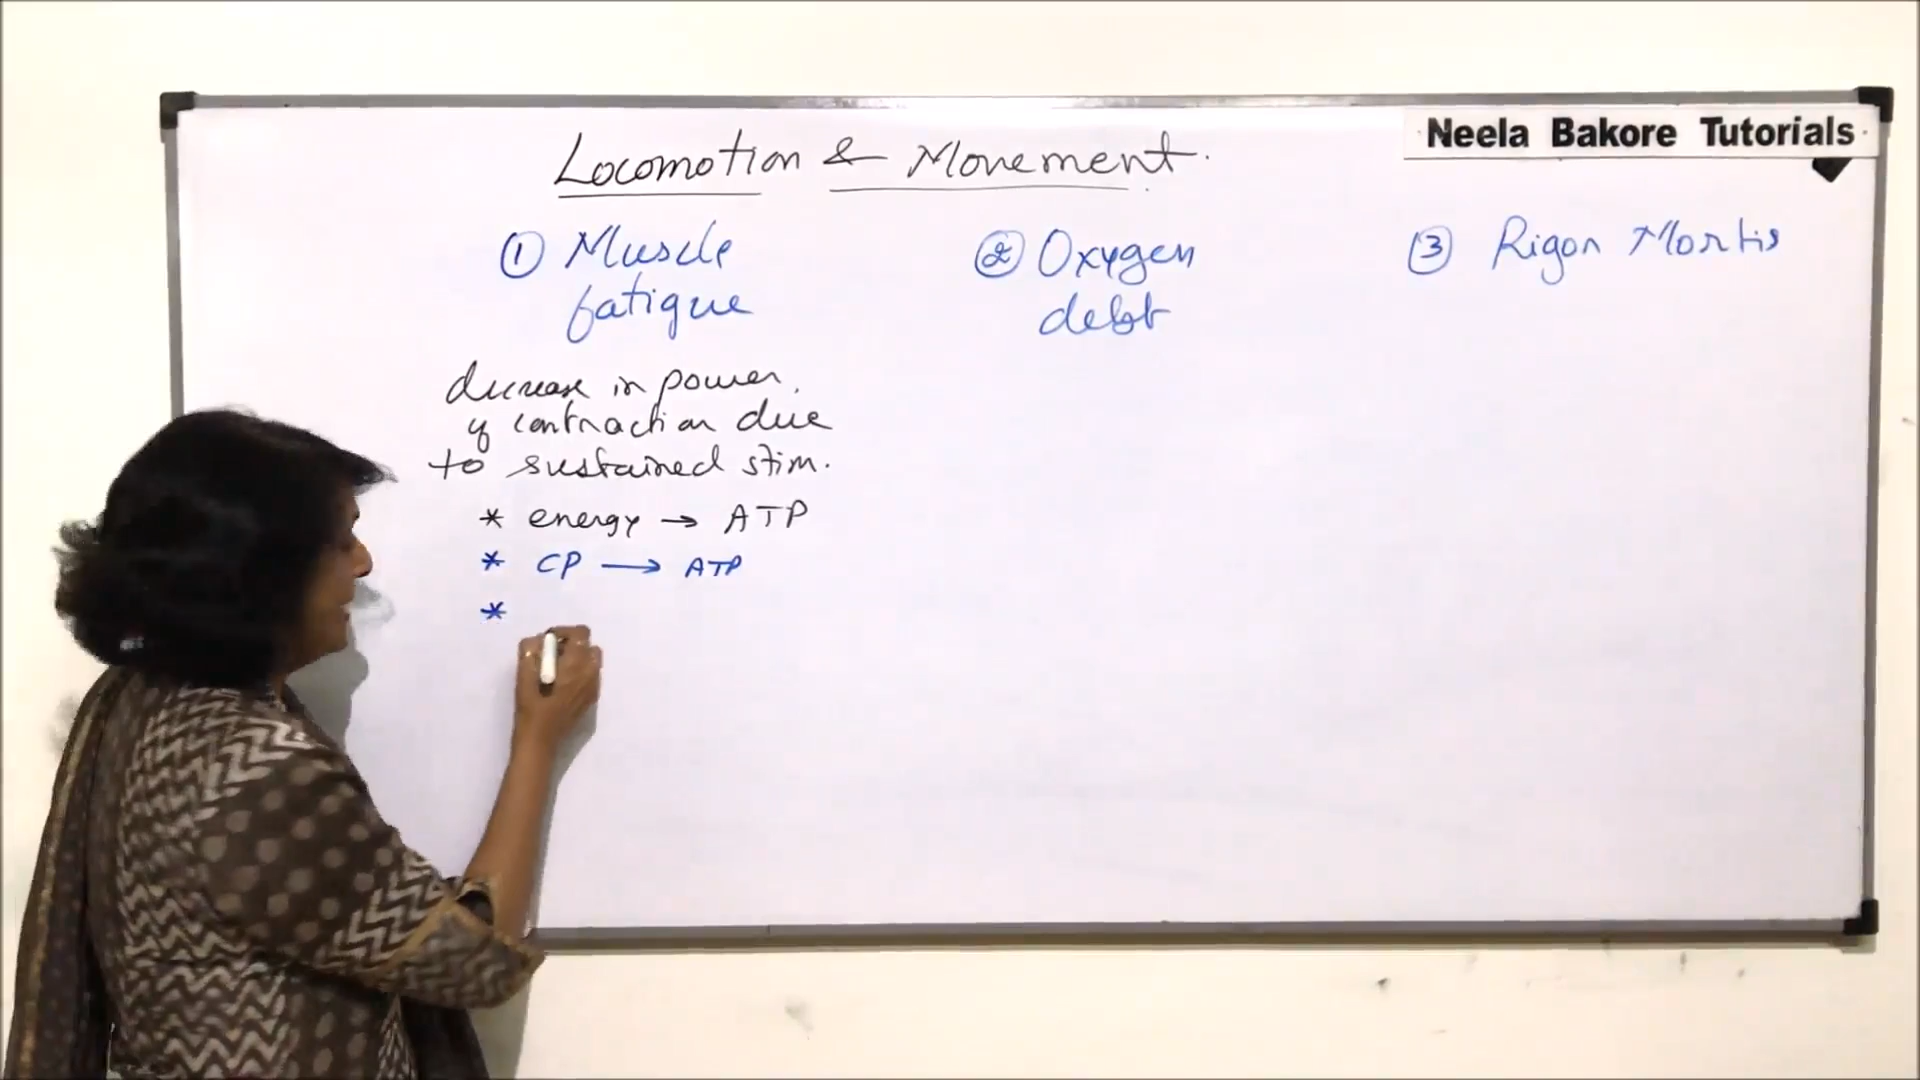 Neela Bakore Tutorials
Locomotion & Movement.
① Muscle
fatigue
② Oxygen
debt
③ Rigor Mortis
decrease in power
of contraction due
to sustained stim.
* energy → ATP
* CP → ATP
*